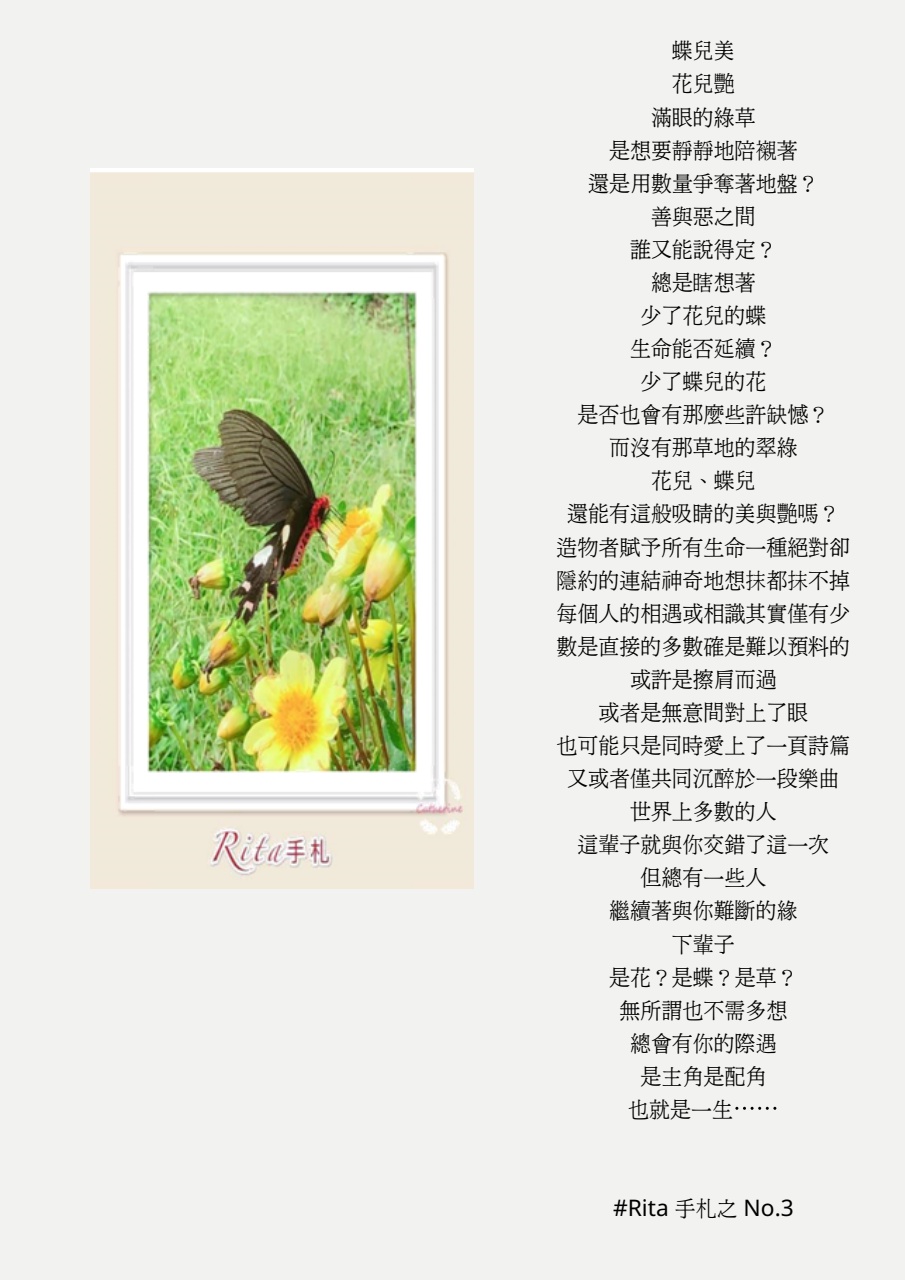 蝶兒美
花兒艷
滿眼的綠草
是想要靜靜地陪襯著
還是用數量爭奪著地盤？
善與惡之間
誰又能說得定？
總是瞎想著
少了花兒的蝶
生命能否延續？
少了蝶兒的花
是否也會有那麼些許缺憾？
而沒有那草地的翠綠
花兒、蝶兒
還能有這般吸睛的美與艷嗎？
造物者賦予所有生命一種絕對卻
隱約的連結神奇地想抹都抹不掉
每個人的相遇或相識其實僅有少
數是直接的多數確是難以預料的
或許是擦肩而過
或者是無意間對上了眼
也可能只是同時愛上了一頁詩篇
又或者僅共同沉醉於一段樂曲
世界上多數的人
這輩子就與你交錯了這一次
但總有一些人
繼續著與你難斷的緣
下輩子
是花？是蝶？是草？
無所謂也不需多想
總會有你的際遇
是主角是配角
也就是一生⋯⋯
Catherine
Rita手札
#Rita 手札之 No.3